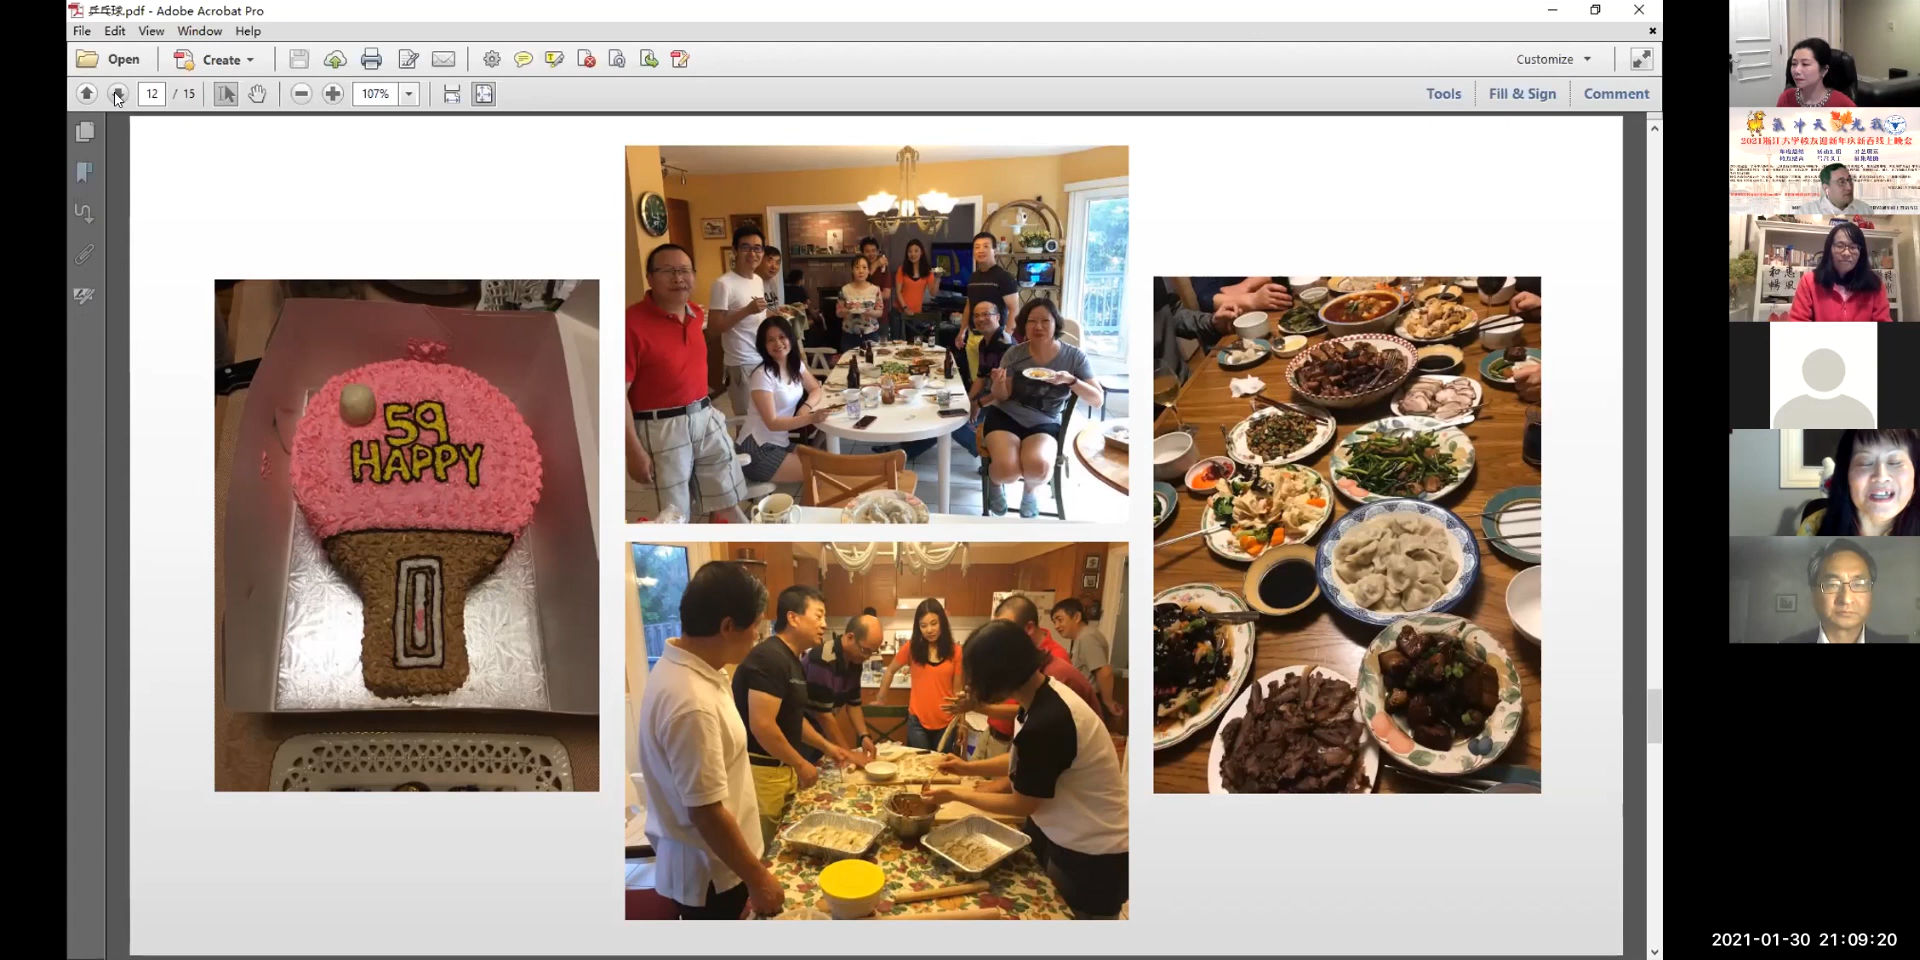 乒乓球.pdf - Adobe Acrobat Pro
File Edit View Window Help
Open Create Customize
12 / 15 107% Tools Fill & Sign Comment
59
HAPPY
2021浙江大学校友迎新年庆新春线上晚会
2021-01-30 21:09:20